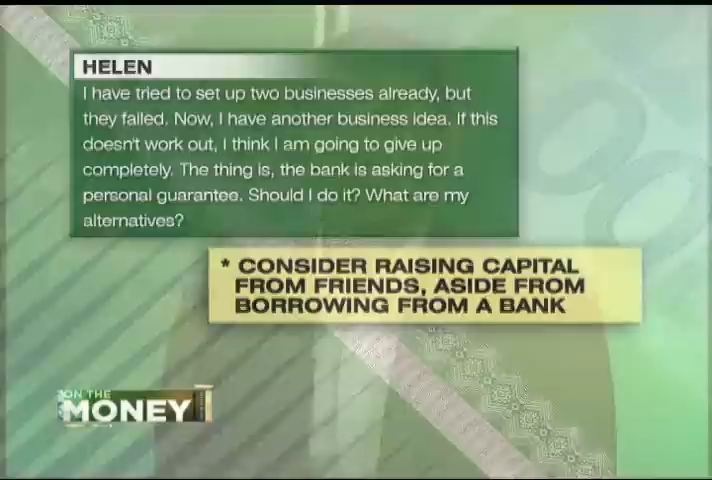 HELEN
I have tried to set up two businesses already, but
they failed. Now, I have another business idea. If this
doesn't work out, I think I am going to give up
completely. The thing is, the bank is asking for a
personal guarantee. Should I do it? What are my
alternatives?
* CONSIDER RAISING CAPITAL
FROM FRIENDS, ASIDE FROM
BORROWING FROM A BANK
ON THE
MONEY